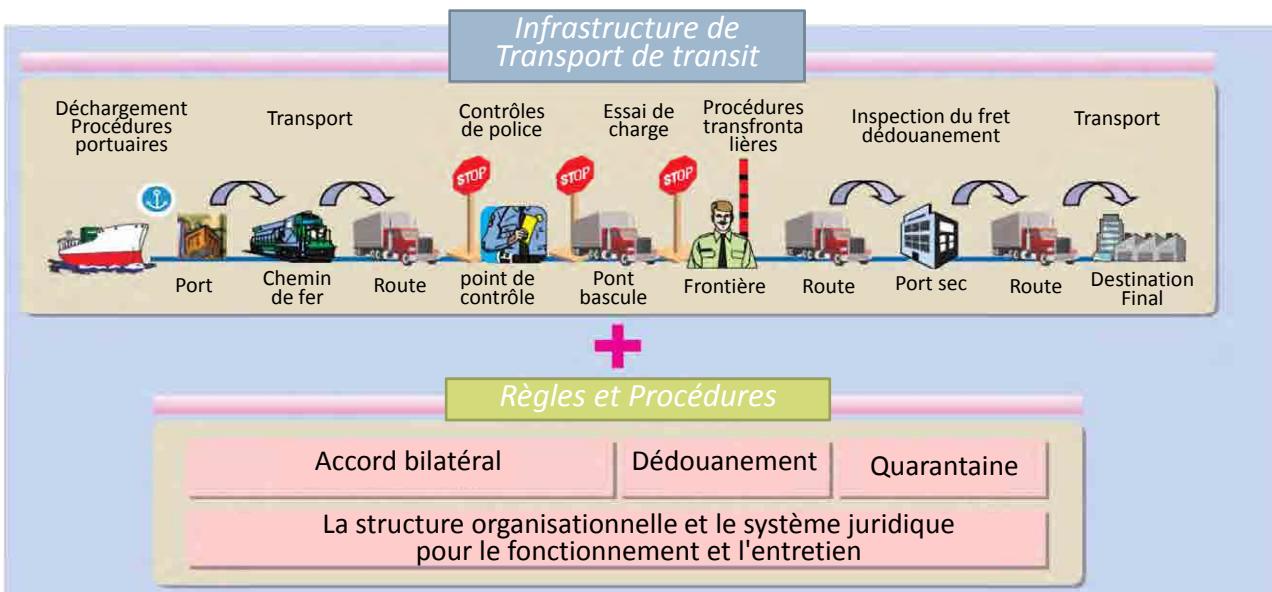 Infrastructure de
Transport de transit
Déchargement
Procédures
portuaires
Transport
Contrôles
de police
Essai de
charge
Procédures
transfronta
lières
Inspection du fret
dédouanement
Transport
STOP
STOP
STOP
Port
Chemin
de fer
Route
point de
contrôle
Pont
bascule
Frontière
Route
Port sec
Route
Destination
Final
Règles et Procédures
Accord bilatéral
Dédouanement
Quarantaine
La structure organisationnelle et le système juridique
pour le fonctionnement et l'entretien